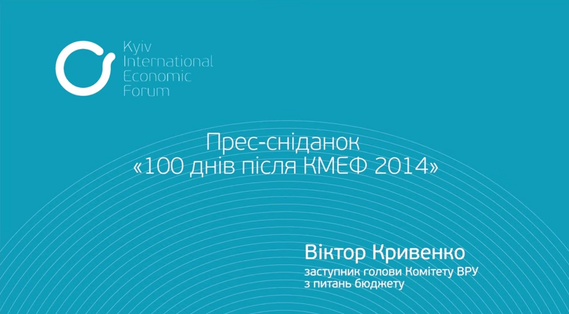 Kyiv
International
Economic
Forum
Прес-сніданок
«100 днів після КМЕФ 2014»
Віктор Кривенко
заступник голови Комітету ВРУ
з питань бюджету